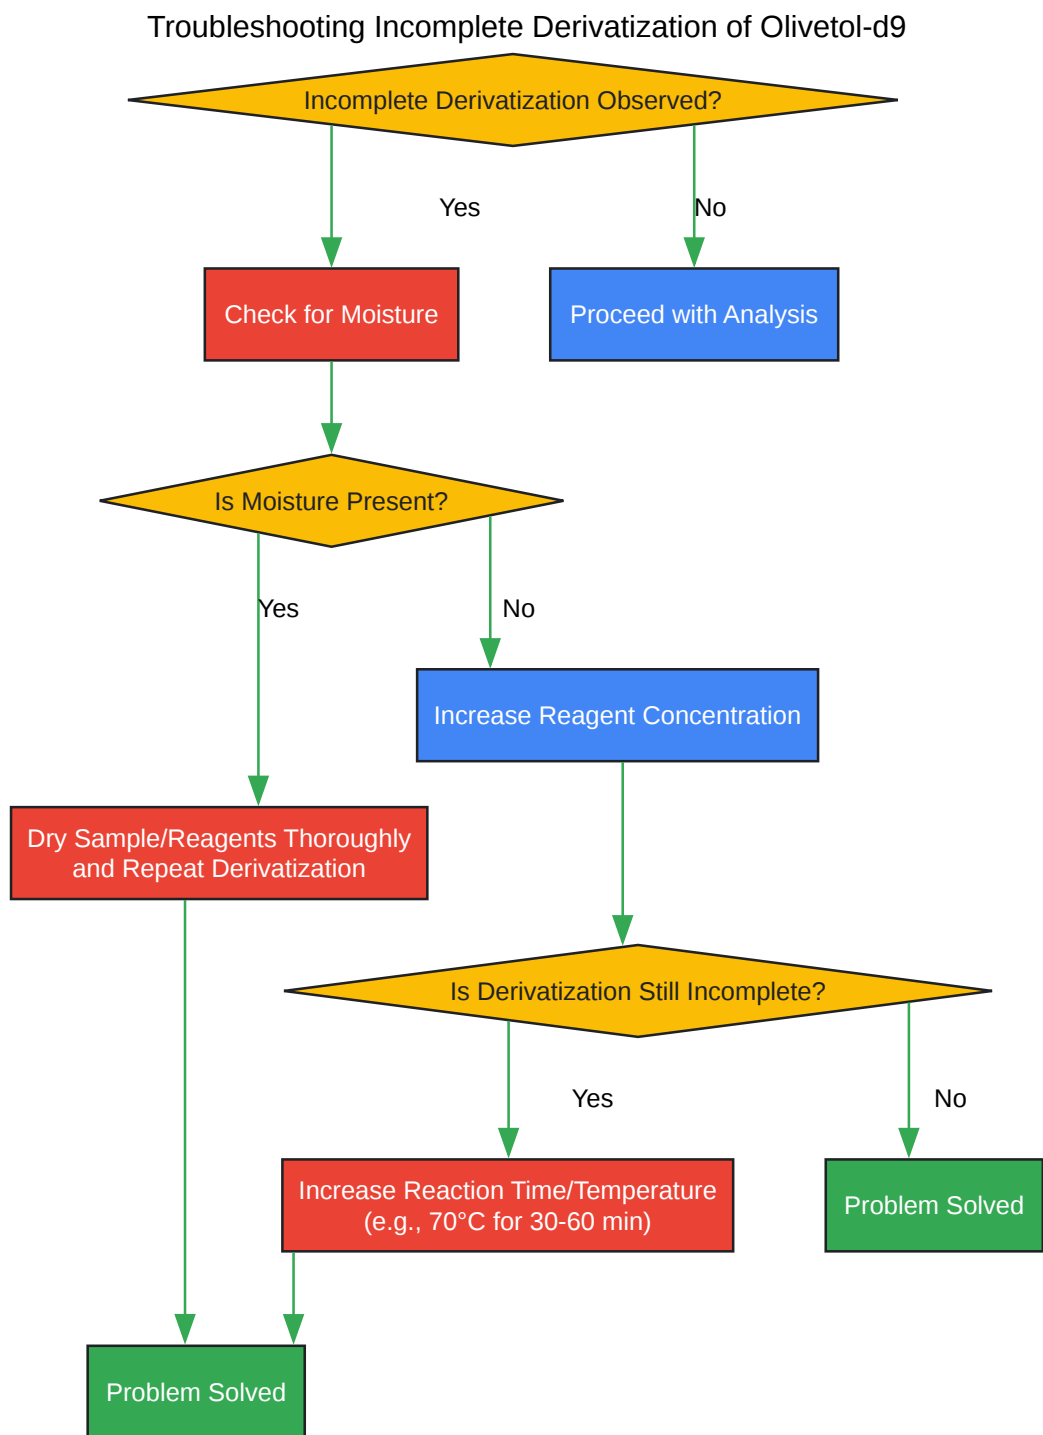 Troubleshooting Incomplete Derivatization of Olivetol-d9
Incomplete Derivatization Observed?
Yes
No
Check for Moisture
Proceed with Analysis
Is Moisture Present?
Yes
No
Increase Reagent Concentration
Dry Sample/Reagents Thoroughly
and Repeat Derivatization
Is Derivatization Still Incomplete?
Yes
No
Increase Reaction Time/Temperature
(e.g., 70°C for 30-60 min)
Problem Solved
Problem Solved